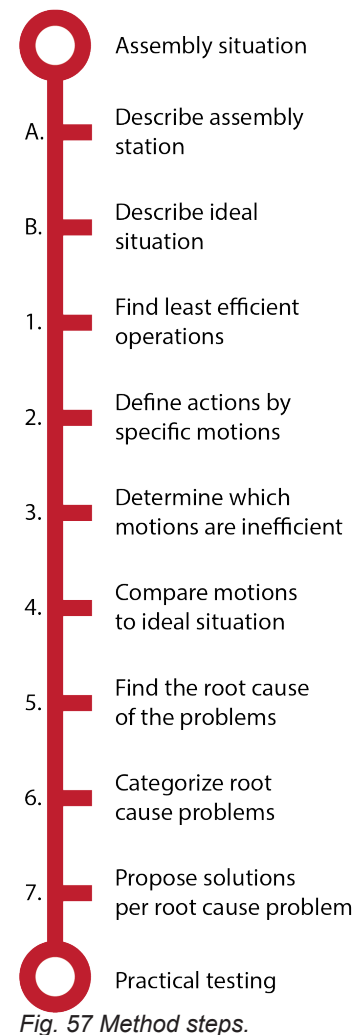 Assembly situation
A. Describe assembly
station
B. Describe ideal
situation
1. Find least efficient
operations
2. Define actions by
specific motions
3. Determine which
motions are inefficient
4. Compare motions
to ideal situation
5. Find the root cause
of the problems
6. Categorize root
cause problems
7. Propose solutions
per root cause problem
Practical testing
Fig. 57 Method steps.